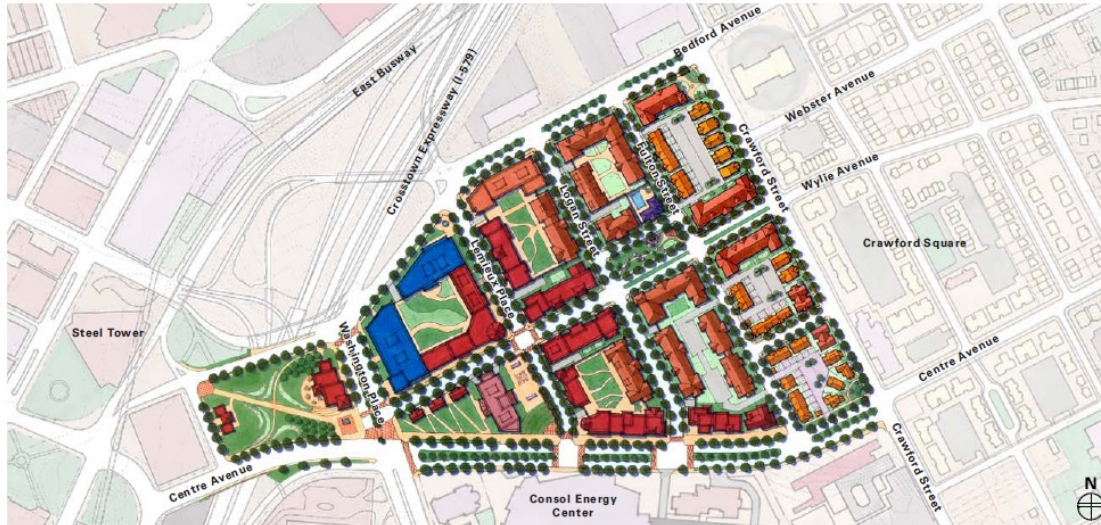 Bedford Avenue
East Busway
Crosstown Expressway (I-579)
Webster Avenue
Crawford Street
Fulton Street
Wylie Avenue
Logan Street
Crawford Square
Lemieux Place
Steel Tower
Washington Place
Centre Avenue
Centre Avenue
Crawford Street
Consol Energy
Center
N